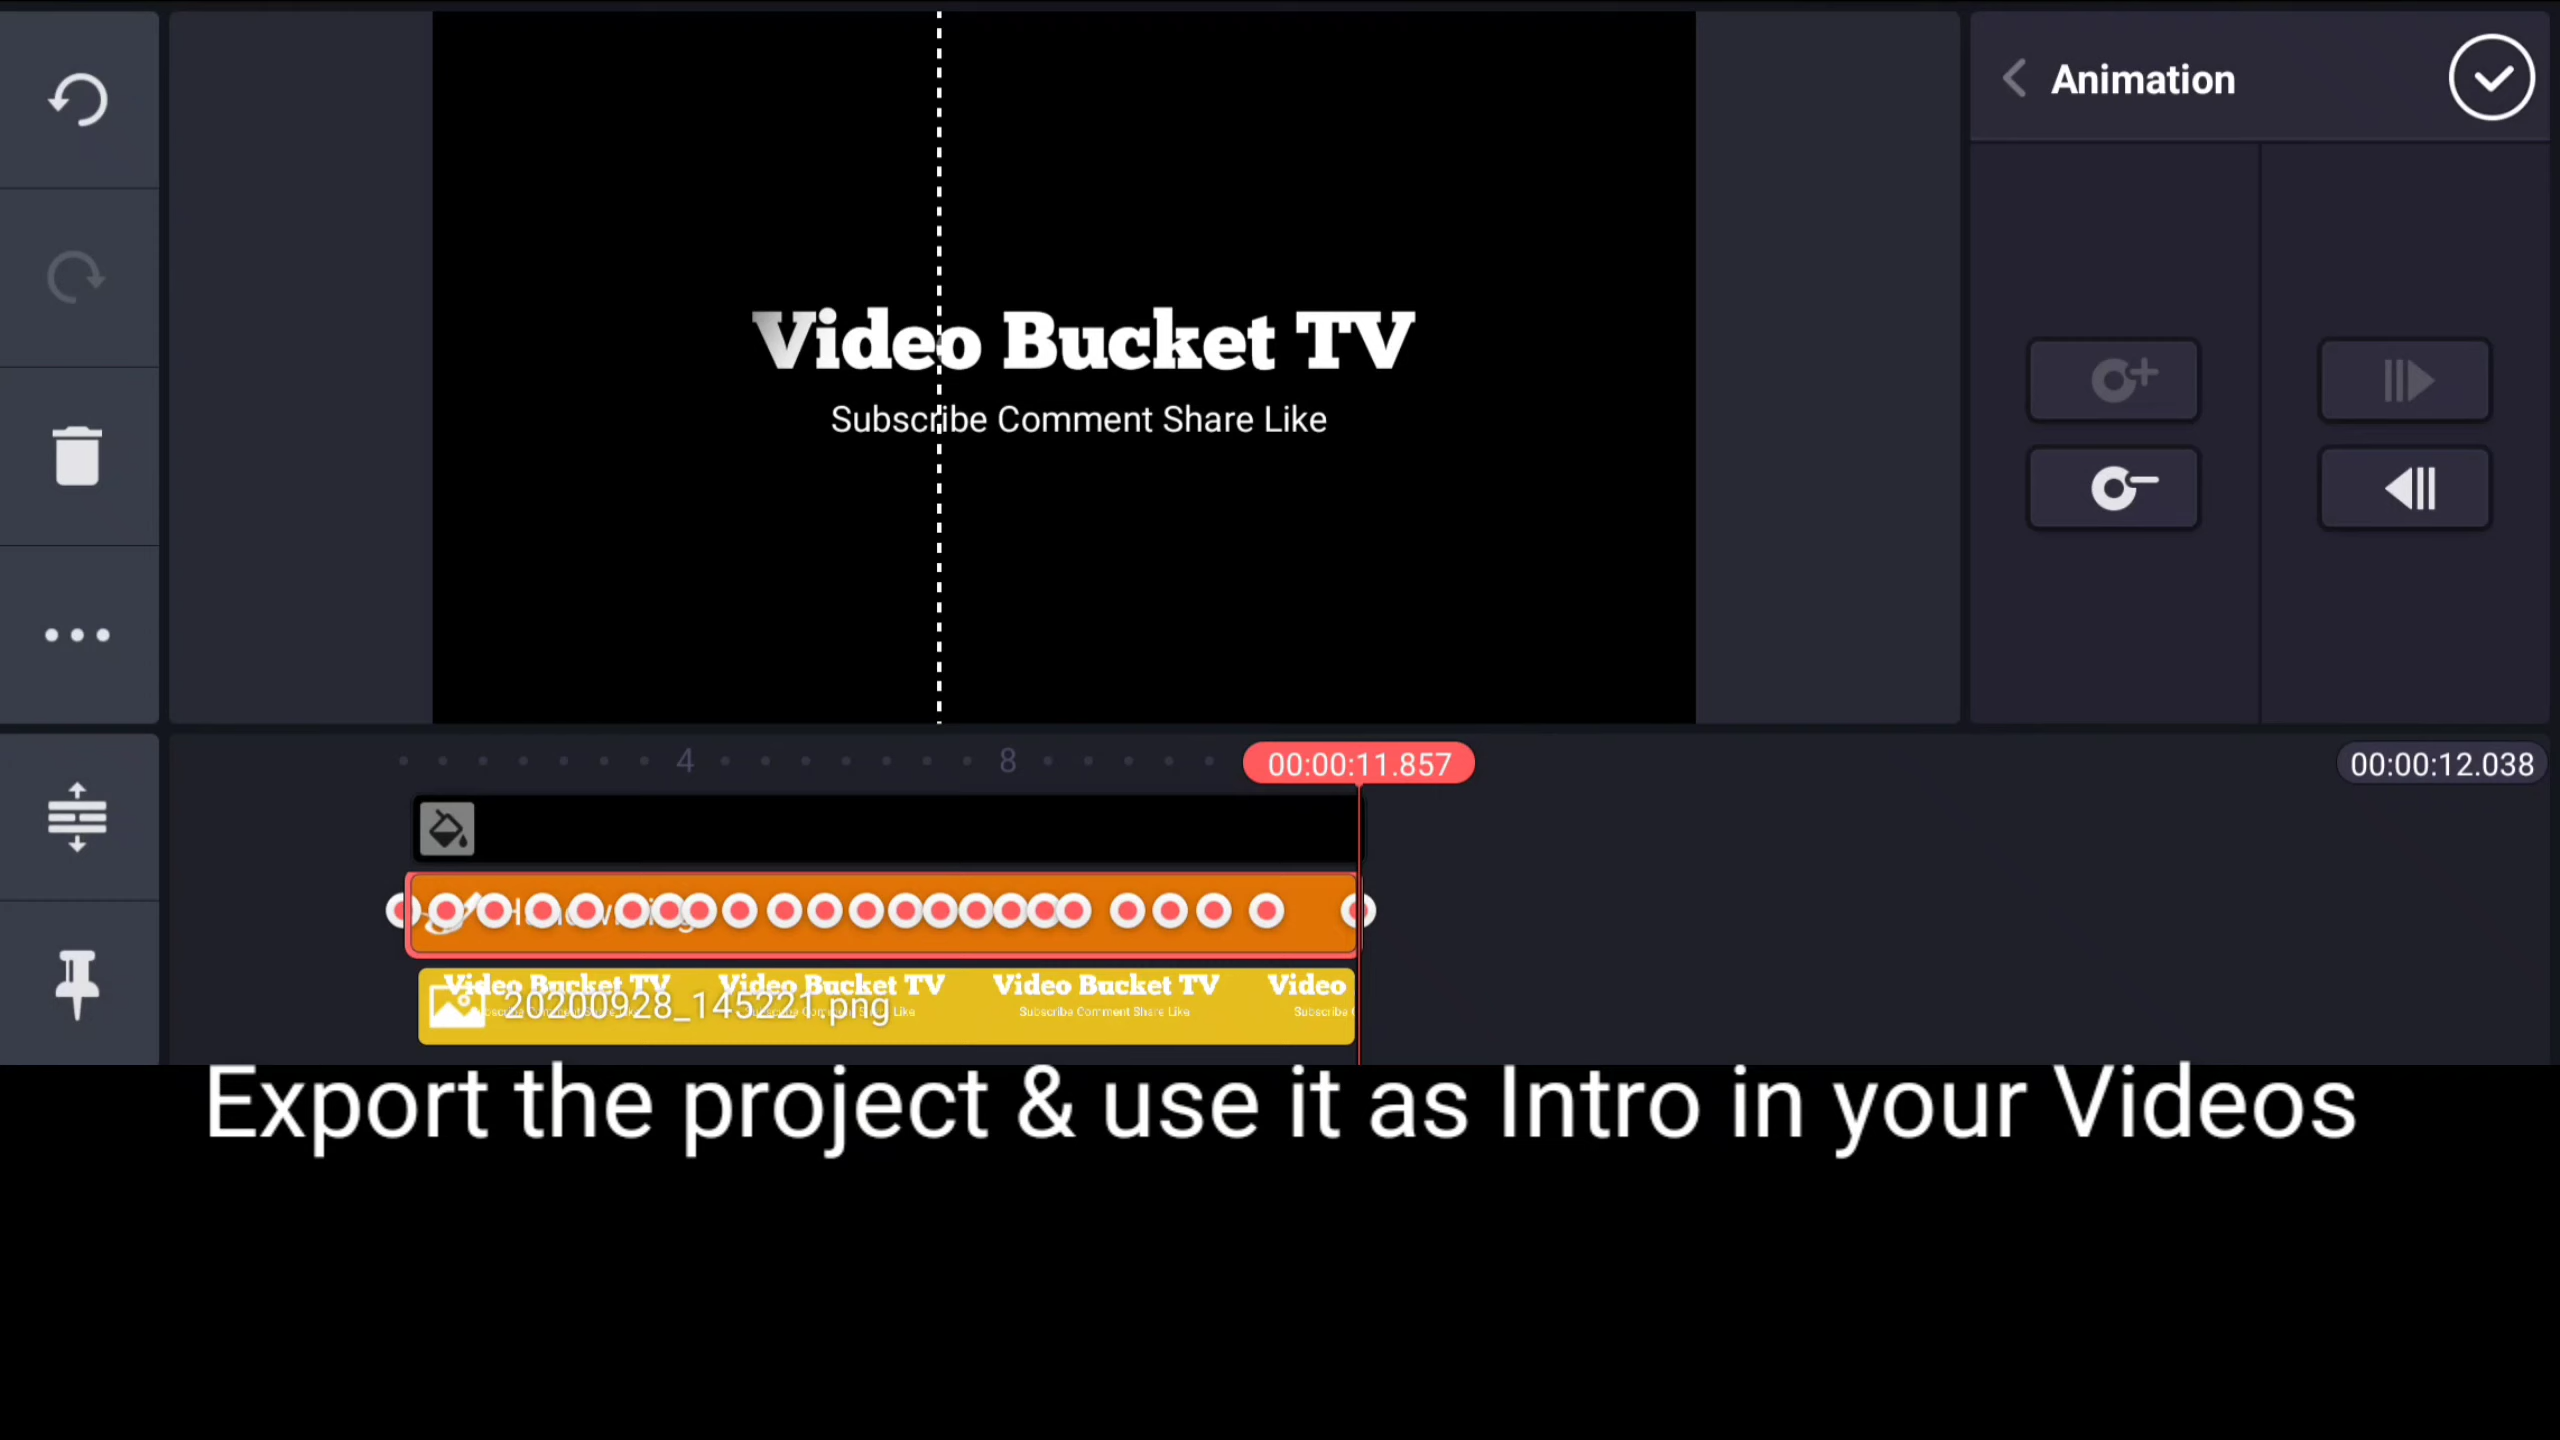 Animation
Video Bucket TV
Subscribe Comment Share Like
4
8
00:00:11.857
00:00:12.038
Video Bucket TV Video Bucket TV Video Bucket TV Video
20200928_145221.png
Subscribe Comment Share Like
Export the project & use it as Intro in your Videos